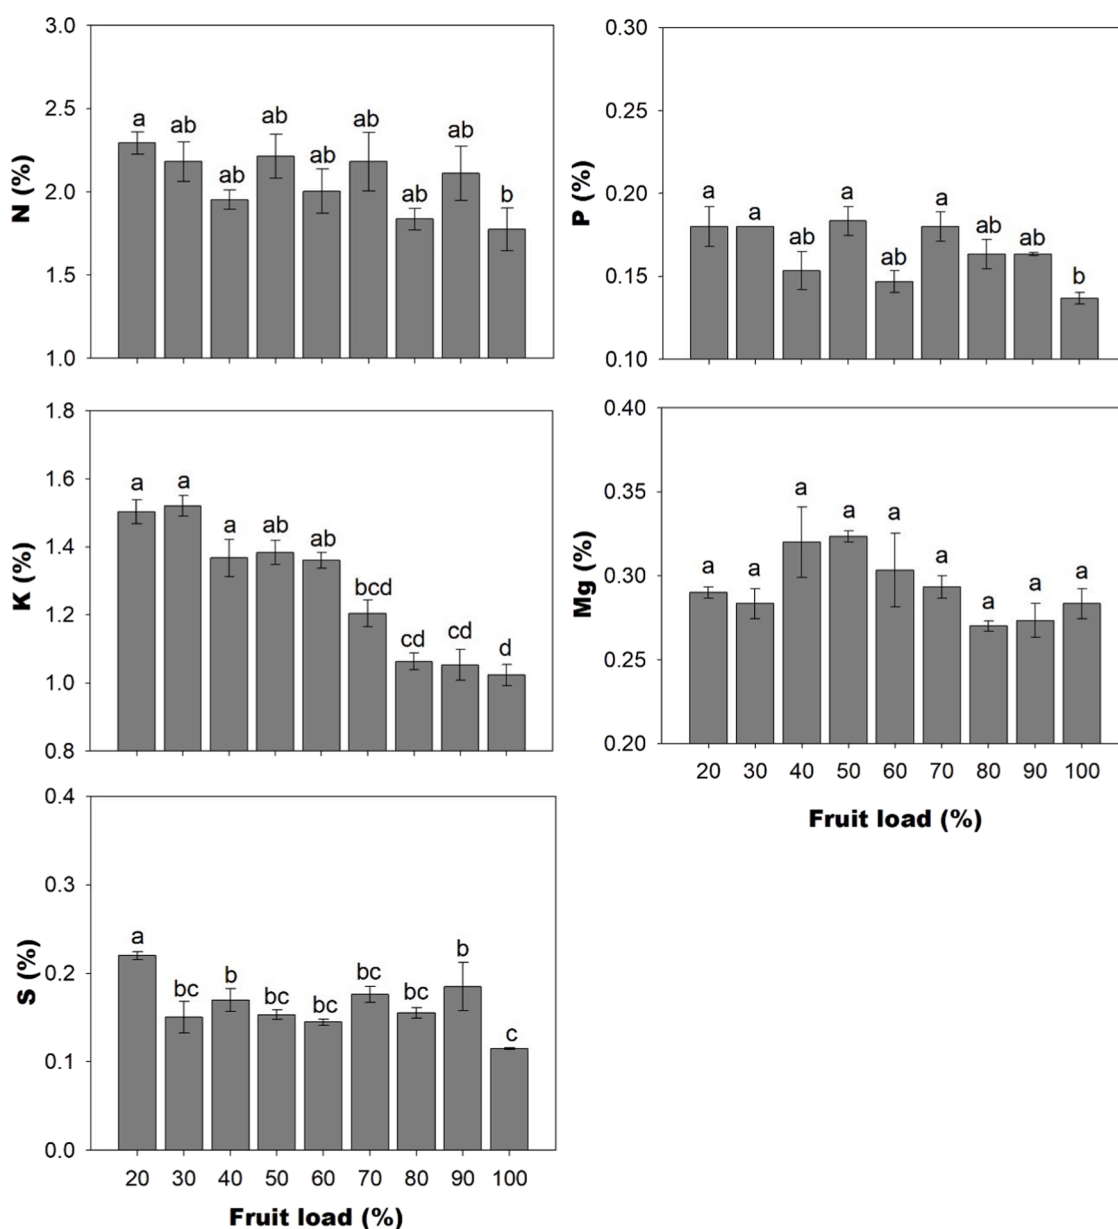 N (%)
3.0
2.5
2.0
1.5
1.0
a ab ab ab ab ab ab ab b
P (%)
0.30
0.25
0.20
0.15
0.10
a a ab a ab a ab ab b
K (%)
1.8
1.6
1.4
1.2
1.0
0.8
a a a ab ab bcd cd cd d
Mg (%)
0.40
0.35
0.30
0.25
0.20
a a a a a a a a a
20 30 40 50 60 70 80 90 100
Fruit load (%)
S (%)
0.4
0.3
0.2
0.1
0.0
a bc b bc bc bc bc b c
20 30 40 50 60 70 80 90 100
Fruit load (%)